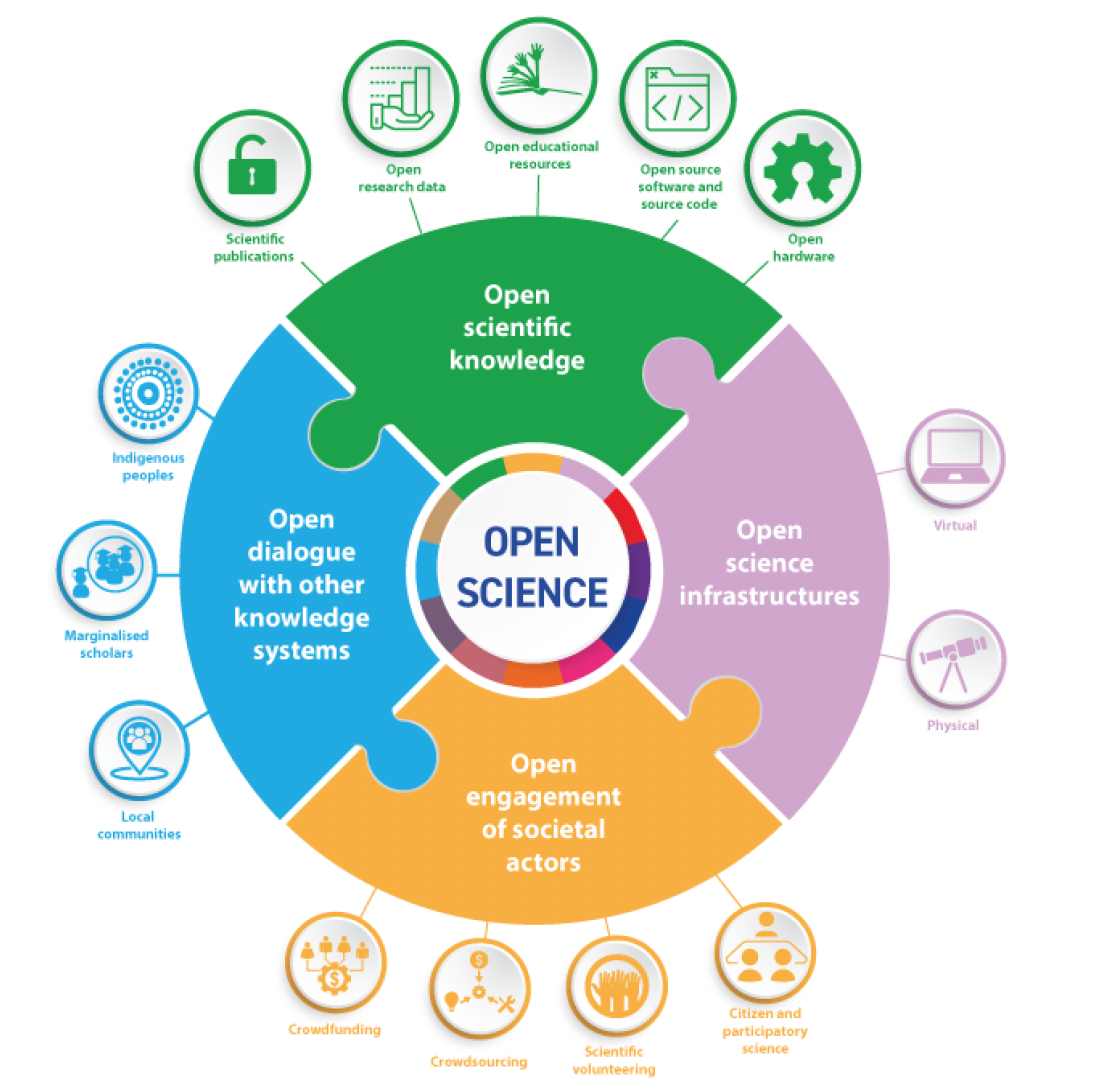 Open educational
resources
Open
research data
Open source
software and
source code
Scientific
publications
Open
hardware
Open
scientific
knowledge
Indigenous
peoples
Marginalised
scholars
Local
communities
Open
dialogue
with other
knowledge
systems
OPEN
SCIENCE
Open
science
infrastructures
Virtual
Physical
Open
engagement
of societal
actors
$
Crowdfunding
$
Crowdsourcing
Scientific
volunteering
Citizen and
participatory
science